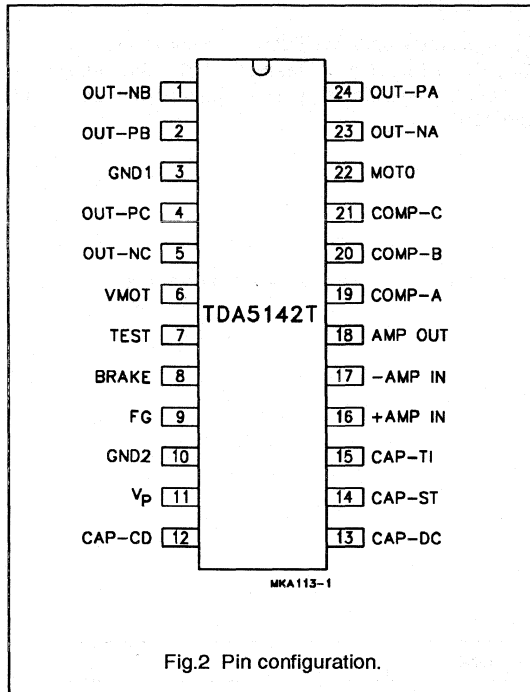 OUT-NB 1 24 OUT-PA
OUT-PB 2 23 OUT-NA
GND1 3 22 MOT0
OUT-PC 4 21 COMP-C
OUT-NC 5 20 COMP-B
VMOT 6 19 COMP-A
TDA5142T
TEST 7 18 AMP OUT
BRAKE 8 17 -AMP IN
FG 9 16 +AMP IN
GND2 10 15 CAP-TI
VP 11 14 CAP-ST
CAP-CD 12 13 CAP-DC
MKA113-1
Fig.2 Pin configuration.